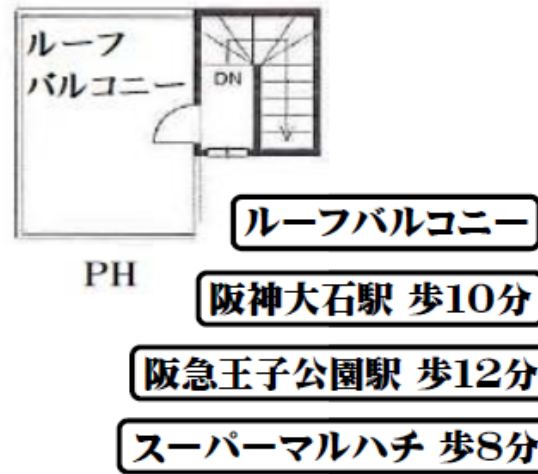 ルーフ
バルコニー
DN
PH
ルーフバルコニー
阪神大石駅 歩10分
阪急王子公園駅 歩12分
スーパーマルハチ 歩8分